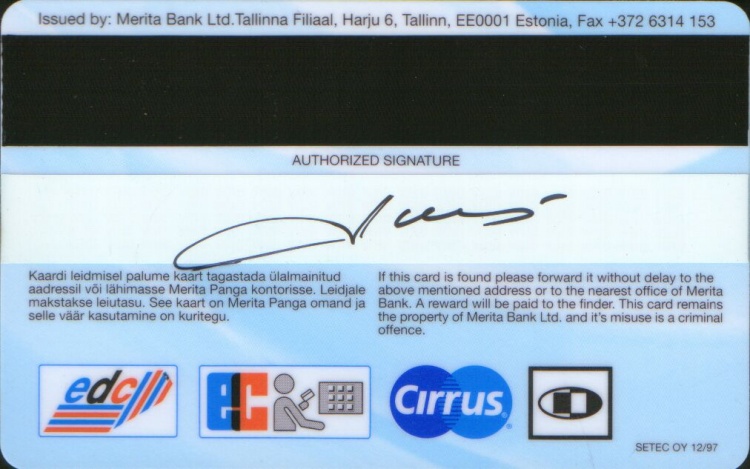 Issued by: Merita Bank Ltd.Tallinna Filiaal, Harju 6, Tallinn, EE0001 Estonia, Fax +372 6314 153
AUTHORIZED SIGNATURE
Kaardi leidmisel palume kaart tagastada ülalmainitud
aadressil või lähimasse Merita Panga kontorisse. Leidjale
makstakse leiutasu. See kaart on Merita Panga omand ja
selle väär kasutamine on kuritegu.
If this card is found please forward it without delay to the
above mentioned address or to the nearest office of Merita
Bank. A reward will be paid to the finder. This card remains
the property of Merita Bank Ltd. and it's misuse is a criminal
offence.
edc
ec
Cirrus
SETEC OY 12/97